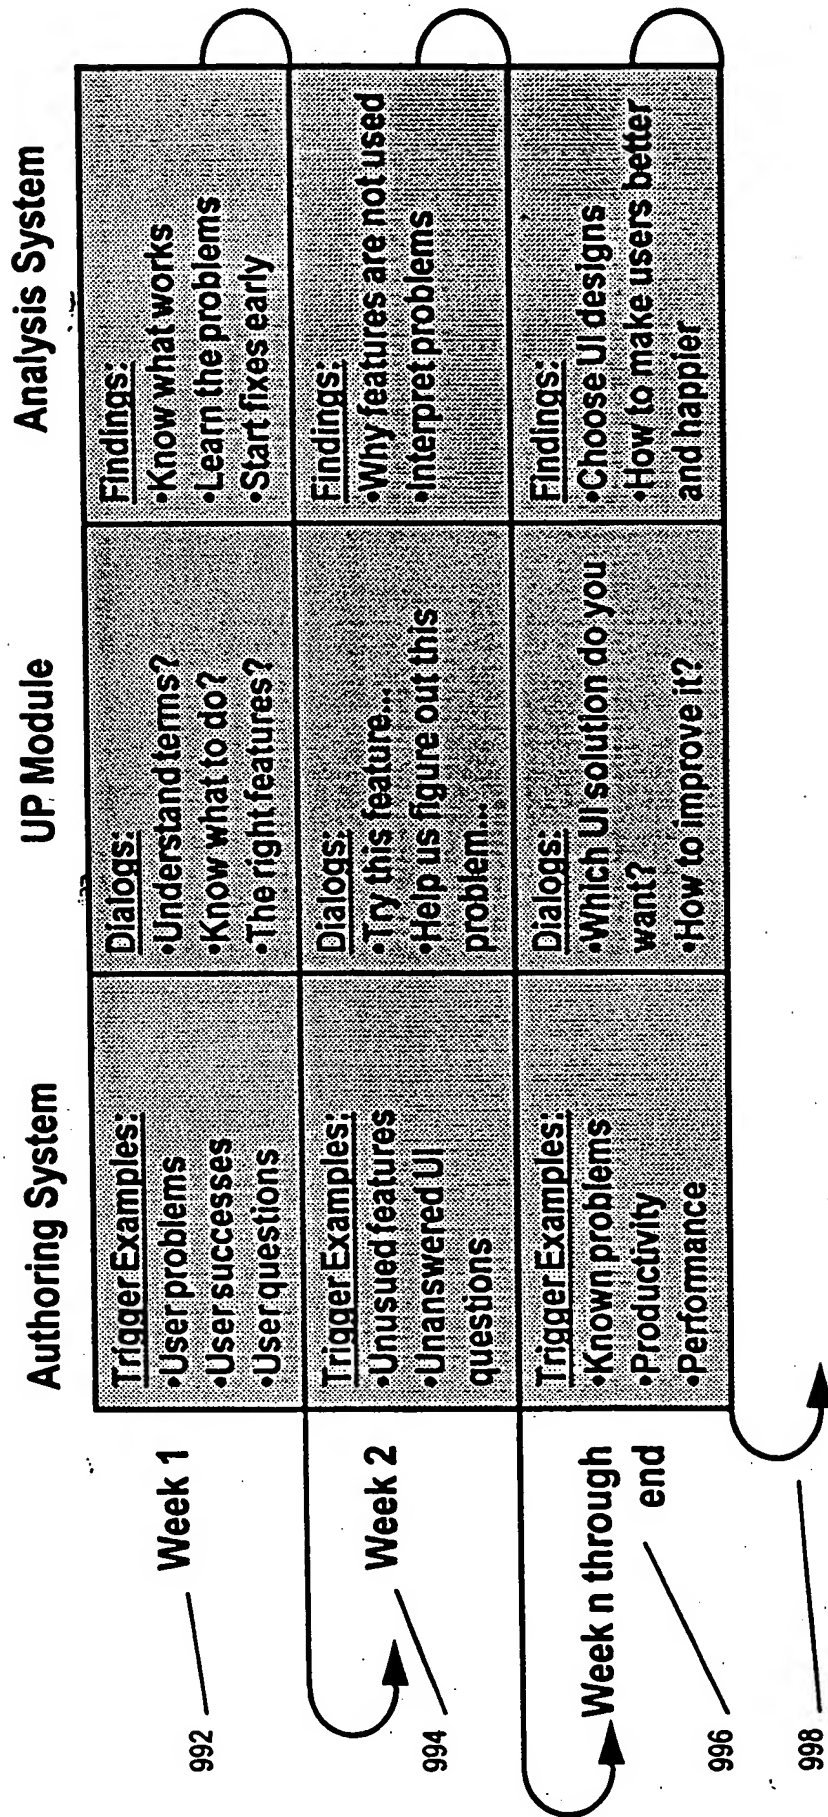 Authoring System
UP Module
Analysis System
992
Week 1
Trigger Examples:
•User problems
•User successes
•User questions
Dialogs:
•Understand terms?
•Know what to do?
•The right features?
Findings:
•Know what works
•Learn the problems
•Start fixes early
994
Week 2
Trigger Examples:
•Unusued features
•Unanswered UI
questions
Dialogs:
•Try this feature...
•Help us figure out this
problem...
Findings:
•Why features are not used
•Interpret problems
996
Week n through
end
Trigger Examples:
•Known problems
•Productivity
•Performance
Dialogs:
•Which UI solution do you
want?
•How to improve it?
Findings:
•Choose UI designs
•How to make users better
and happier
998